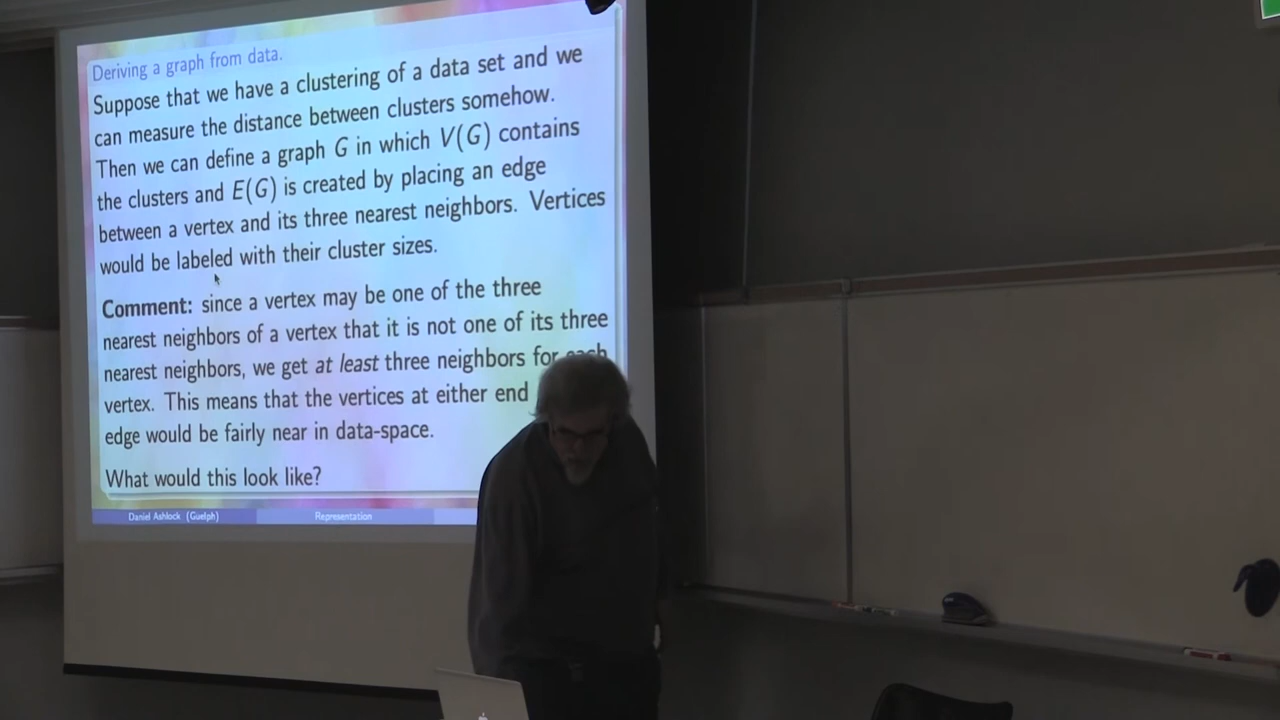 Deriving a graph from data.
Suppose that we have a clustering of a data set and we
can measure the distance between clusters somehow.
Then we can define a graph G in which V(G) contains
the clusters and E(G) is created by placing an edge
between a vertex and its three nearest neighbors. Vertices
would be labeled with their cluster sizes.
Comment: since a vertex may be one of the three
nearest neighbors of a vertex that it is not one of its three
nearest neighbors, we get at least three neighbors for each
vertex. This means that the vertices at either end
edge would be fairly near in data-space.
What would this look like?
Daniel Ashlock (Guelph) Representation